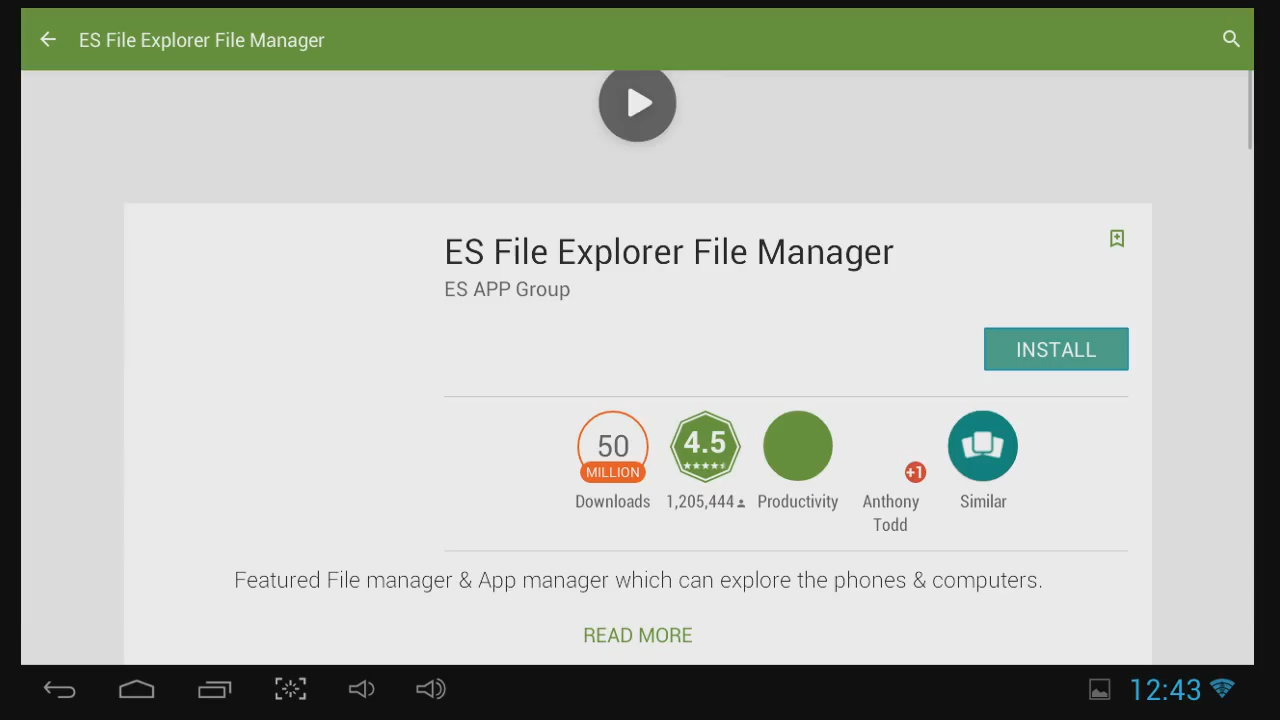 ES File Explorer File Manager
ES File Explorer File Manager
ES APP Group
INSTALL
50
MILLION
Downloads
4.5
1,205,444
Productivity
+1
Anthony
Todd
Similar
Featured File manager & App manager which can explore the phones & computers.
READ MORE
12:43